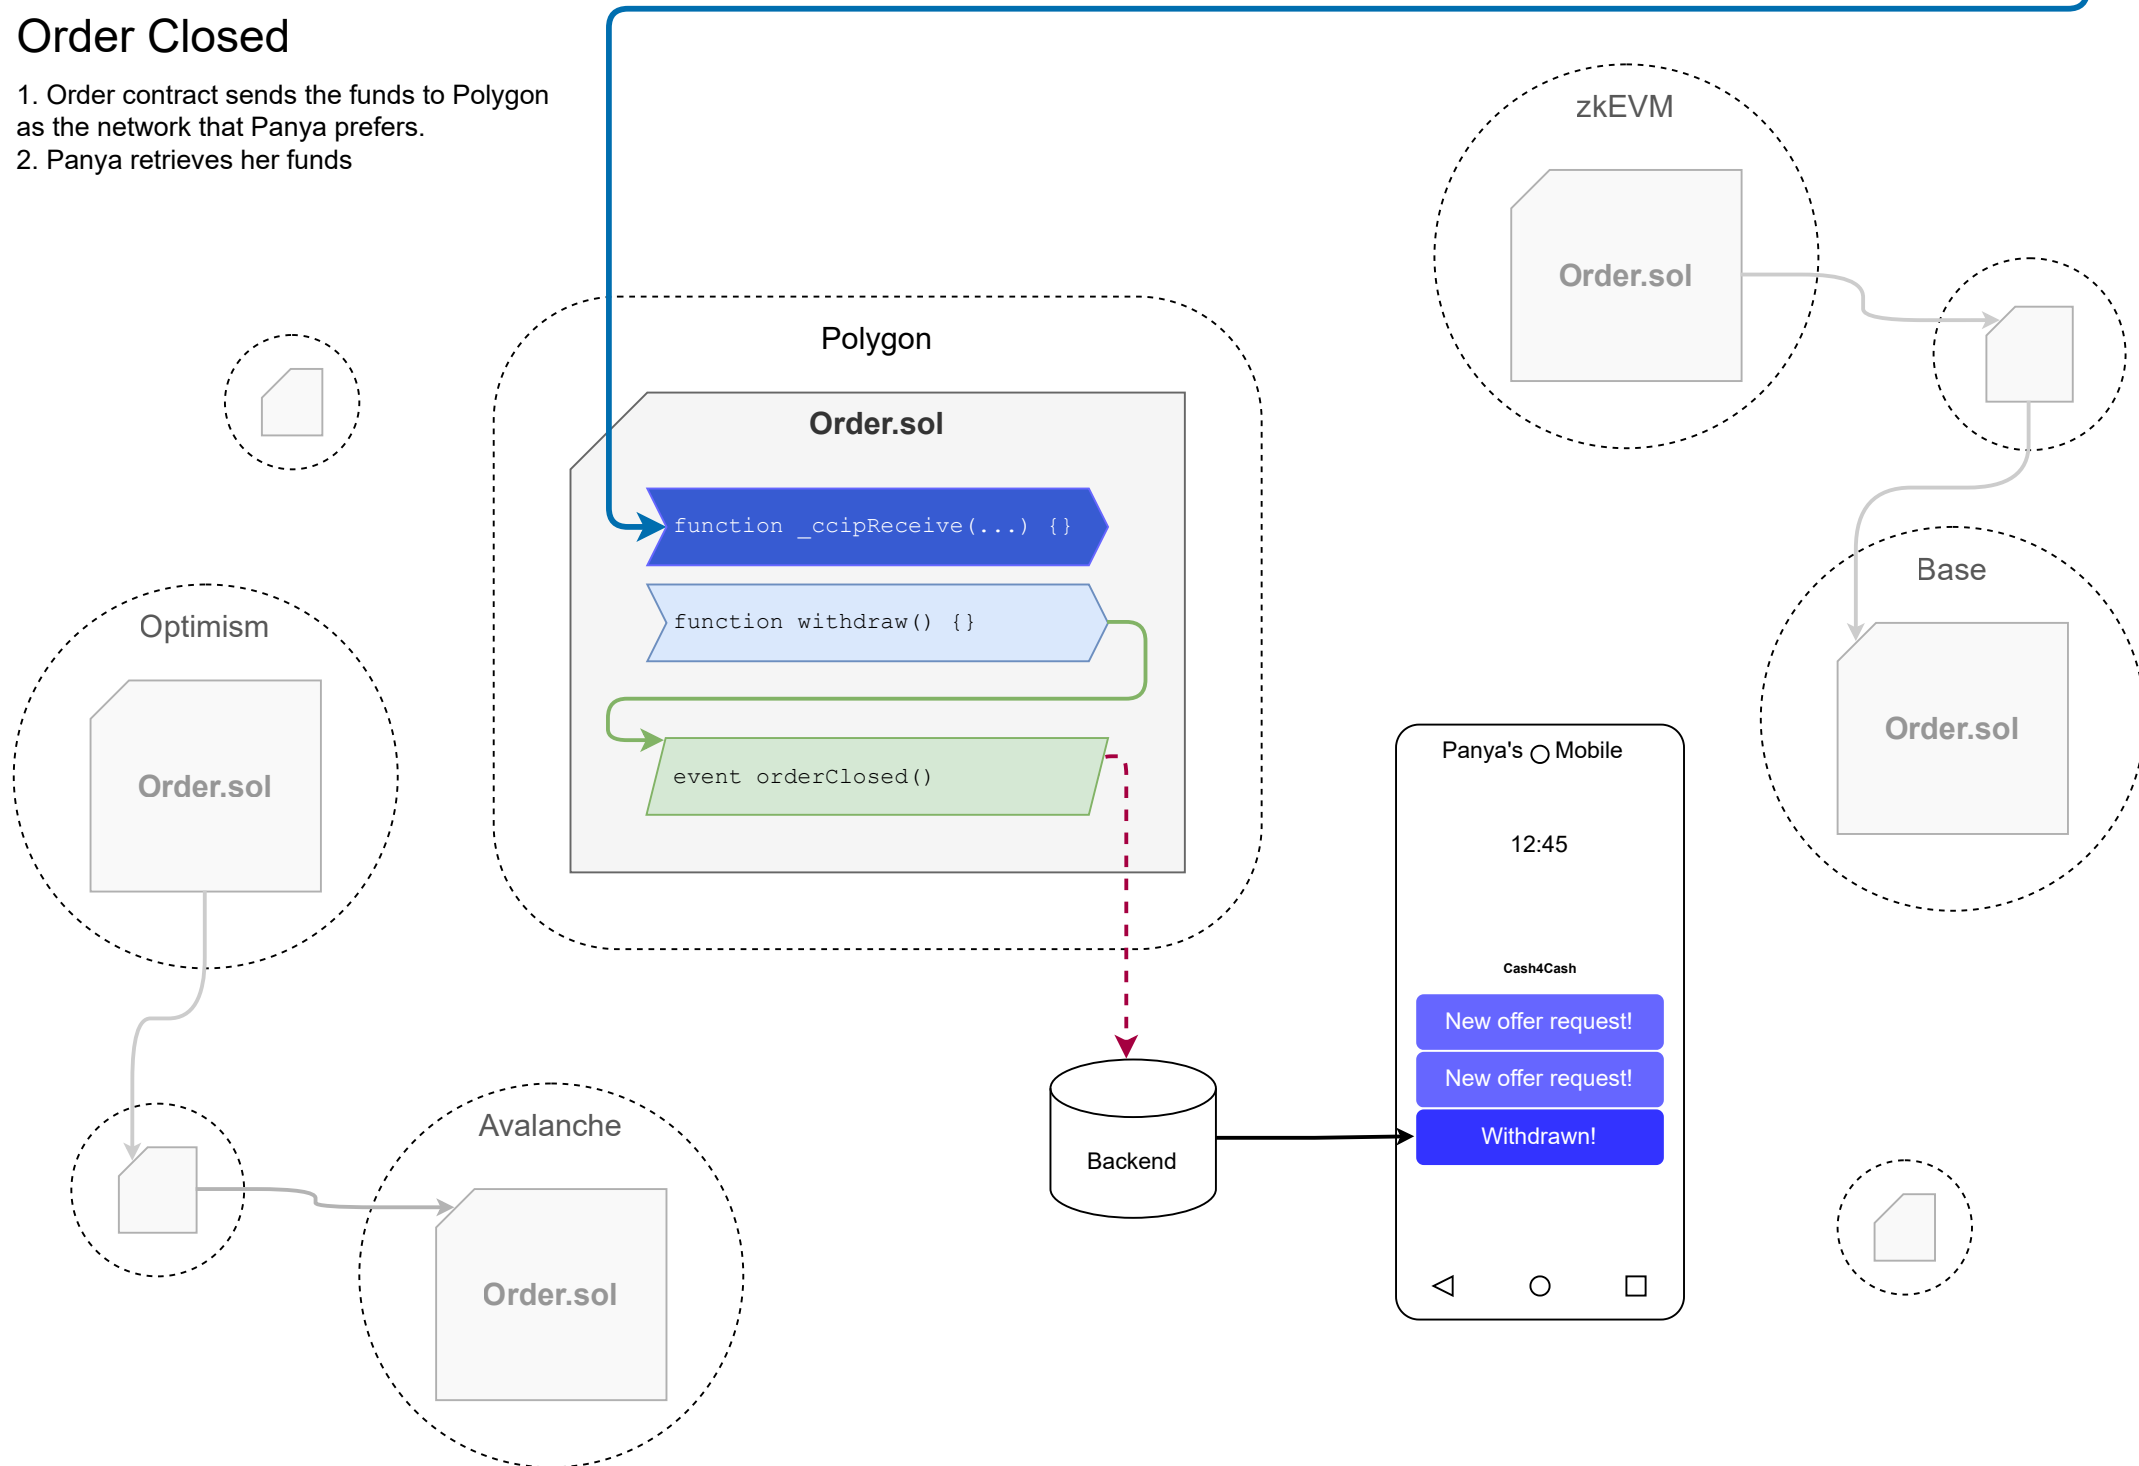 Order Closed
1. Order contract sends the funds to Polygon
as the network that Panya prefers.
2. Panya retrieves her funds
zkEVM
Order.sol
Polygon
Order.sol
function _ccipReceive(...) {}
function withdraw() {}
event orderClosed()
Base
Order.sol
Optimism
Order.sol
Panya's Mobile
12:45
Cash4Cash
New offer request!
New offer request!
Withdrawn!
Backend
Avalanche
Order.sol